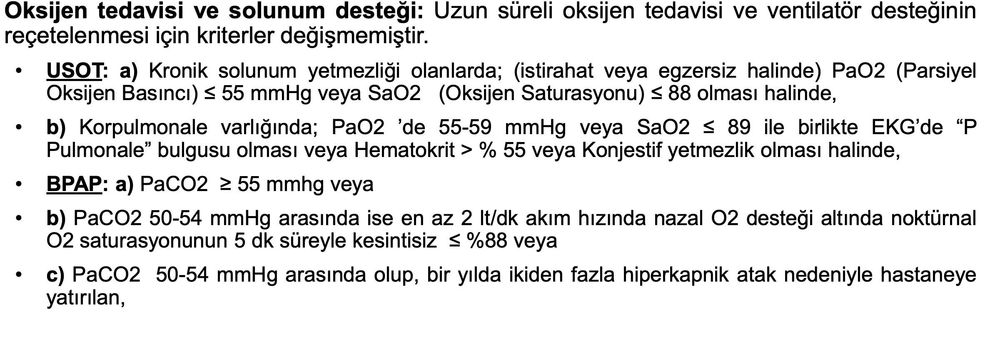 Oksijen tedavisi ve solunum desteği: Uzun süreli oksijen tedavisi ve ventilatör desteğinin
reçetelenmesi için kriterler değişmemiştir.
• USOT: a) Kronik solunum yetmezliği olanlarda; (istirahat veya egzersiz halinde) PaO2 (Parsiyel
Oksijen Basıncı) ≤ 55 mmHg veya SaO2 (Oksijen Saturasyonu) ≤ 88 olması halinde,
• b) Korpulmonale varlığında; PaO2 ’de 55-59 mmHg veya SaO2 ≤ 89 ile birlikte EKG’de “P
Pulmonale” bulgusu olması veya Hematokrit > % 55 veya Konjestif yetmezlik olması halinde,
• BPAP: a) PaCO2 ≥ 55 mmhg veya
• b) PaCO2 50-54 mmHg arasında ise en az 2 lt/dk akım hızında nazal O2 desteği altında noktürnal
O2 saturasyonunun 5 dk süreyle kesintisiz ≤ %88 veya
• c) PaCO2 50-54 mmHg arasında olup, bir yılda ikiden fazla hiperkapnik atak nedeniyle hastaneye
yatırılan,